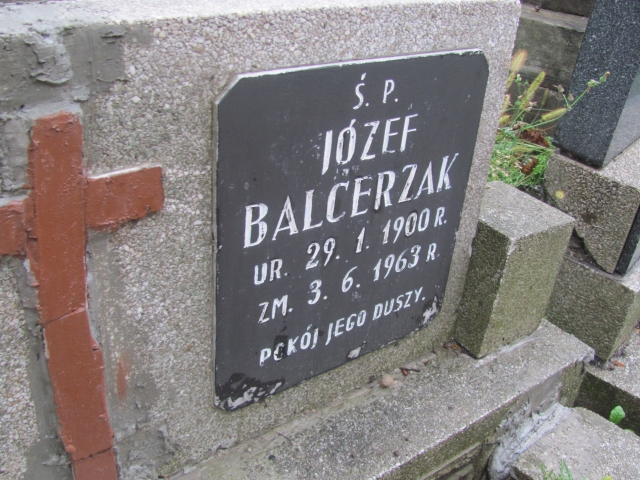 Ś. P.
JÓZEF
BALCERZAK
UR. 29. 1. 1900 R.
ZM. 3. 6. 1963 R.
POKÓJ JEGO DUSZY.